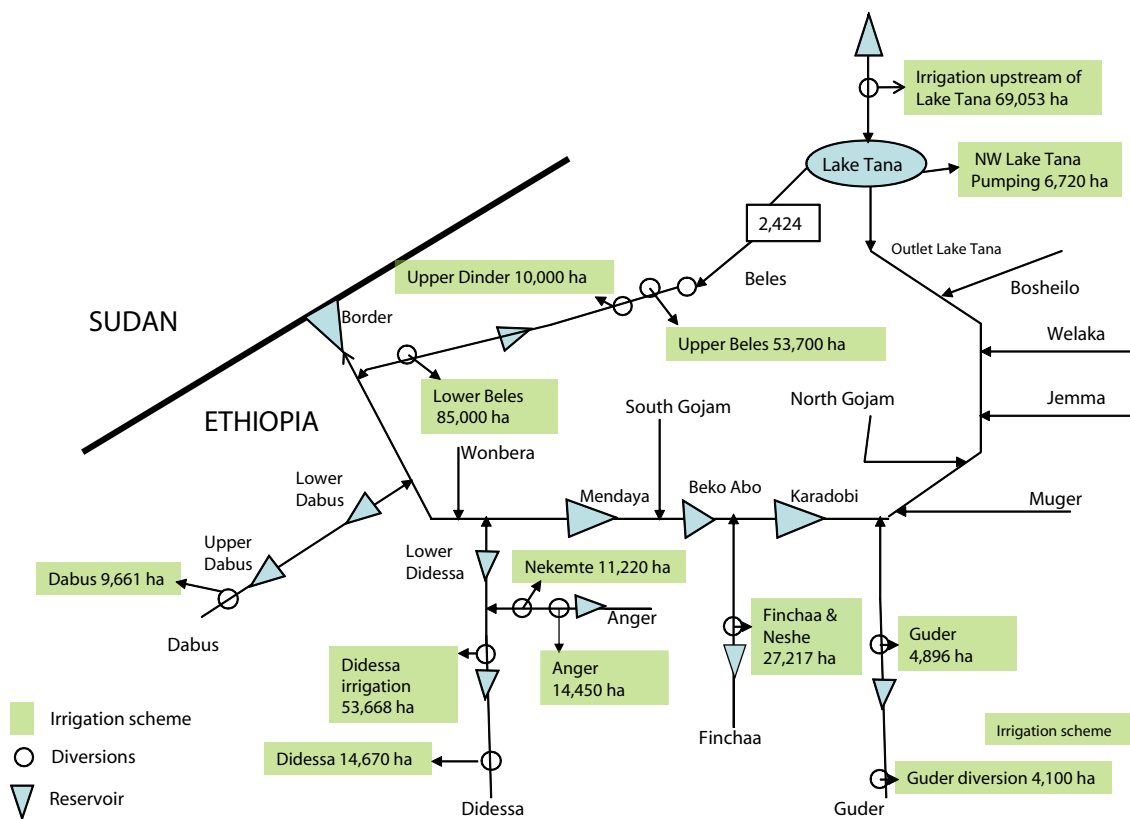 Irrigation upstream of
Lake Tana 69,053 ha
Lake Tana
NW Lake Tana
Pumping 6,720 ha
2,424
Outlet Lake Tana
Beles
Bosheilo
Upper Dinder 10,000 ha
SUDAN
Border
Upper Beles 53,700 ha
Welaka
Lower Beles
85,000 ha
ETHIOPIA
South Gojam
North Gojam
Jemma
Wonbera
Lower
Dabus
Mendaya
Beko Abo
Karadobi
Muger
Upper
Dabus
Lower
Didessa
Dabus 9,661 ha
Nekemte 11,220 ha
Anger
Dabus
Finchaa &
Neshe
27,217 ha
Guder
4,896 ha
Didessa
irrigation
53,668 ha
Anger
14,450 ha
Irrigation scheme
Diversions
Reservoir
Finchaa
Irrigation scheme
Didessa 14,670 ha
Guder diversion 4,100 ha
Didessa
Guder